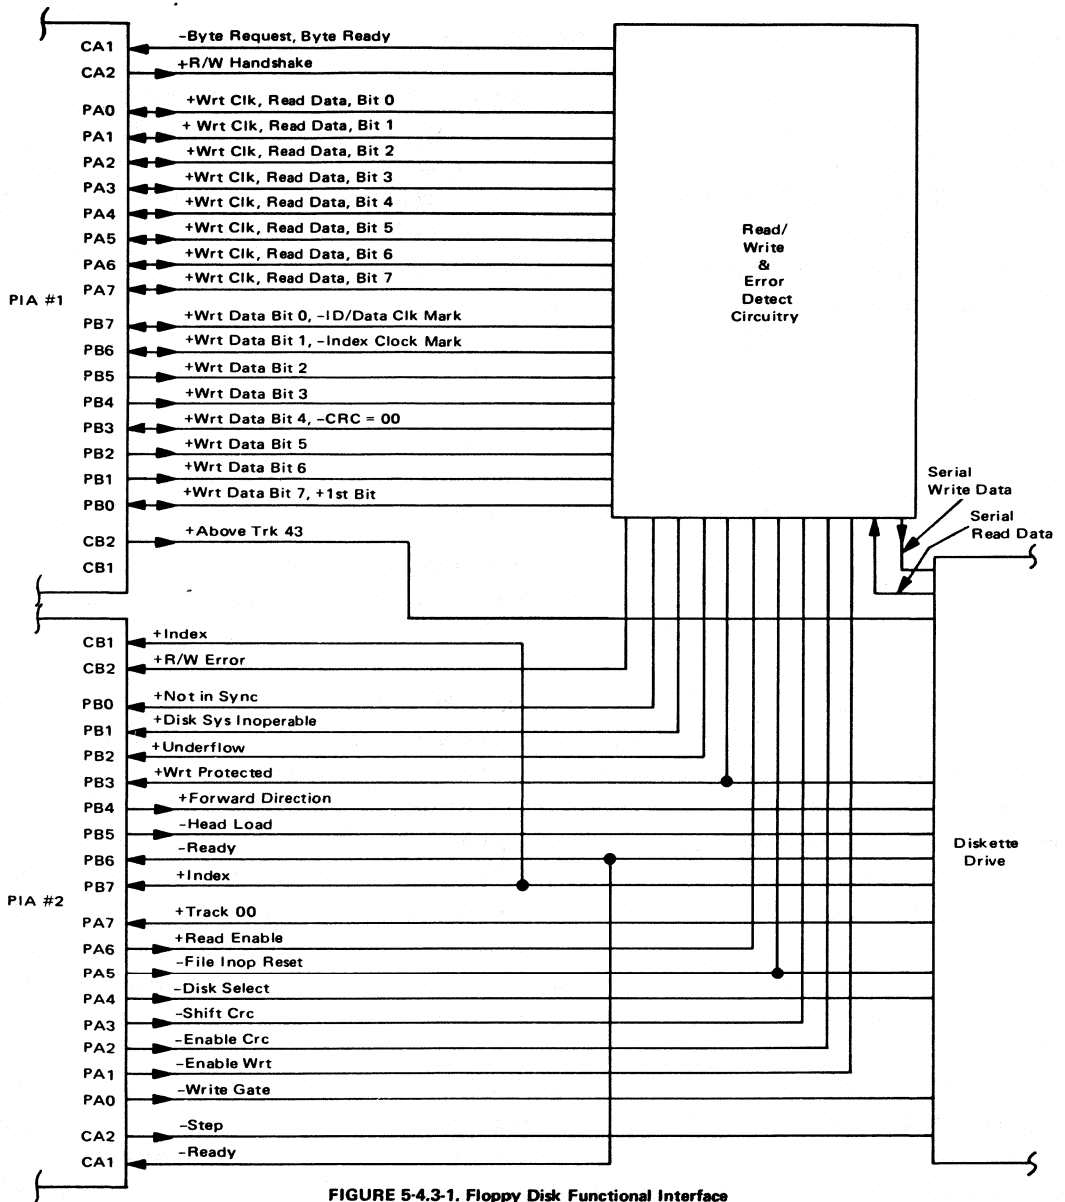 CA1 -Byte Request, Byte Ready
CA2 +R/W Handshake
PA0 +Wrt Clk, Read Data, Bit 0
PA1 + Wrt Clk, Read Data, Bit 1
PA2 +Wrt Clk, Read Data, Bit 2
PA3 +Wrt Clk, Read Data, Bit 3
PA4 +Wrt Clk, Read Data, Bit 4
PA5 +Wrt Clk, Read Data, Bit 5
PA6 +Wrt Clk, Read Data, Bit 6
PA7 +Wrt Clk, Read Data, Bit 7
PIA #1
PB7 +Wrt Data Bit 0, -ID/Data Clk Mark
PB6 +Wrt Data Bit 1, -Index Clock Mark
PB5 +Wrt Data Bit 2
PB4 +Wrt Data Bit 3
PB3 +Wrt Data Bit 4, -CRC = 00
PB2 +Wrt Data Bit 5
PB1 +Wrt Data Bit 6
PB0 +Wrt Data Bit 7, +1st Bit
CB2 +Above Trk 43
CB1
Read/
Write
&
Error
Detect
Circuitry
Serial
Write Data
Serial
Read Data
CB1 +Index
CB2 +R/W Error
PB0 +Not in Sync
PB1 +Disk Sys Inoperable
PB2 +Underflow
PB3 +Wrt Protected
PB4 +Forward Direction
PB5 -Head Load
PB6 -Ready
PB7 +Index
PIA #2
PA7 +Track 00
PA6 +Read Enable
PA5 -File Inop Reset
PA4 -Disk Select
PA3 -Shift Crc
PA2 -Enable Crc
PA1 -Enable Wrt
PA0 -Write Gate
CA2 -Step
CA1 -Ready
Diskette
Drive
FIGURE 5-4.3-1. Floppy Disk Functional Interface